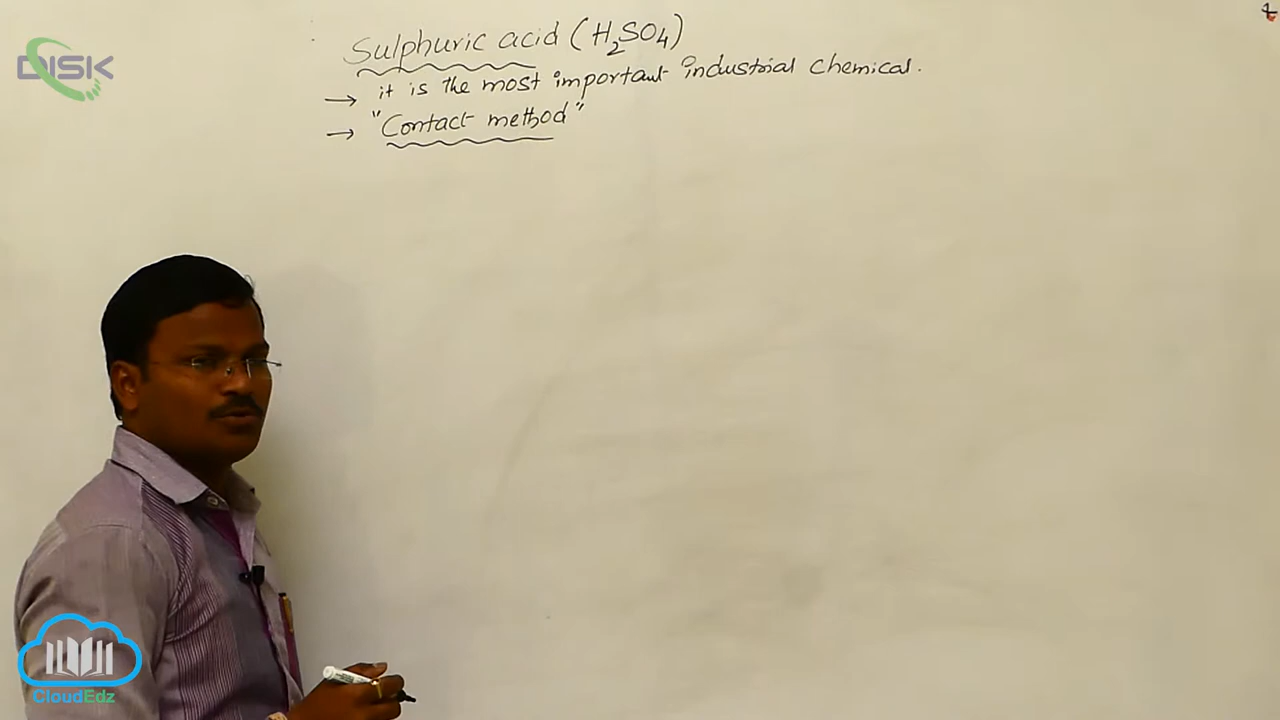 DISK
Sulphuric acid (H₂SO₄)
→ it is the most important industrial chemical.
→ "Contact method"
CloudEdz